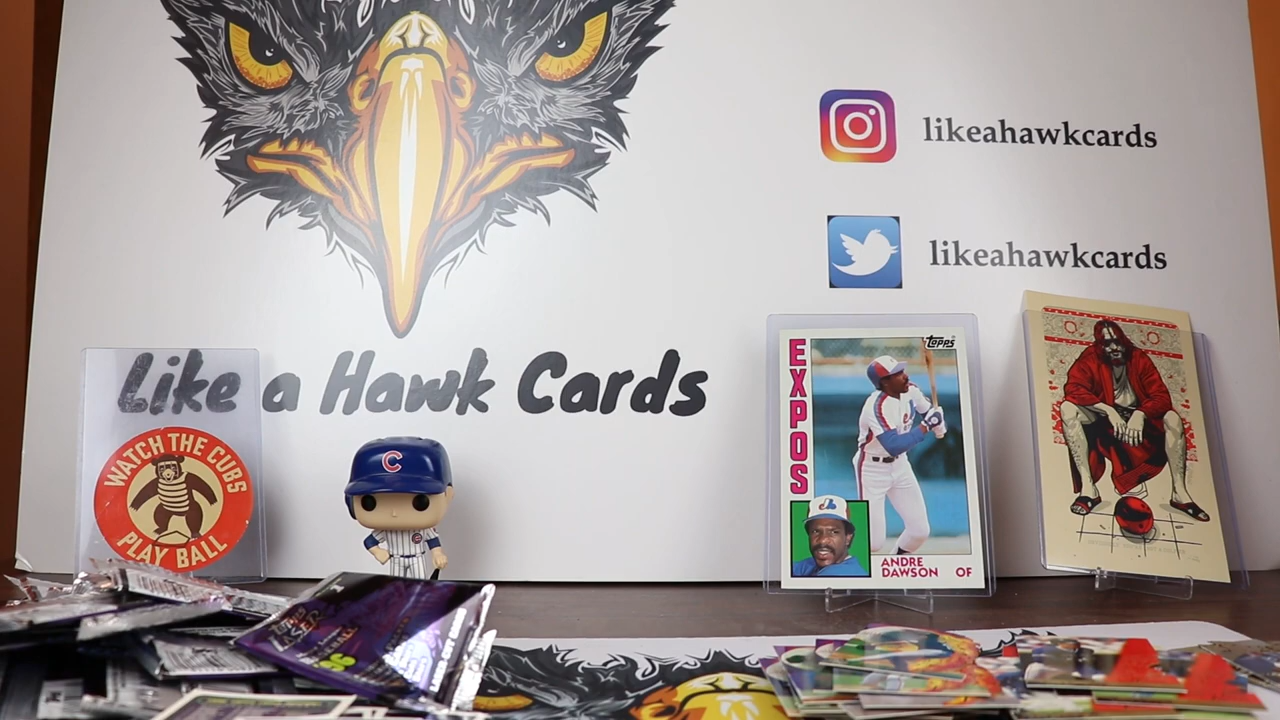 likeahawkcards
likeahawkcards
Like a Hawk Cards
WATCH THE CUBS
PLAY BALL
C
EXPOS
Topps
ANDRE
DAWSON OF